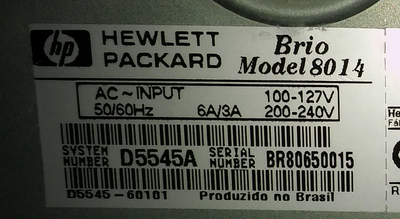 hp HEWLETT PACKARD Brio Model 8014
AC~INPUT 100-127V
50/60Hz 6A/3A 200-240V
SYSTEM NUMBER D5545A SERIAL NUMBER BR80650015
D5545-60101 Produzido no Brasil